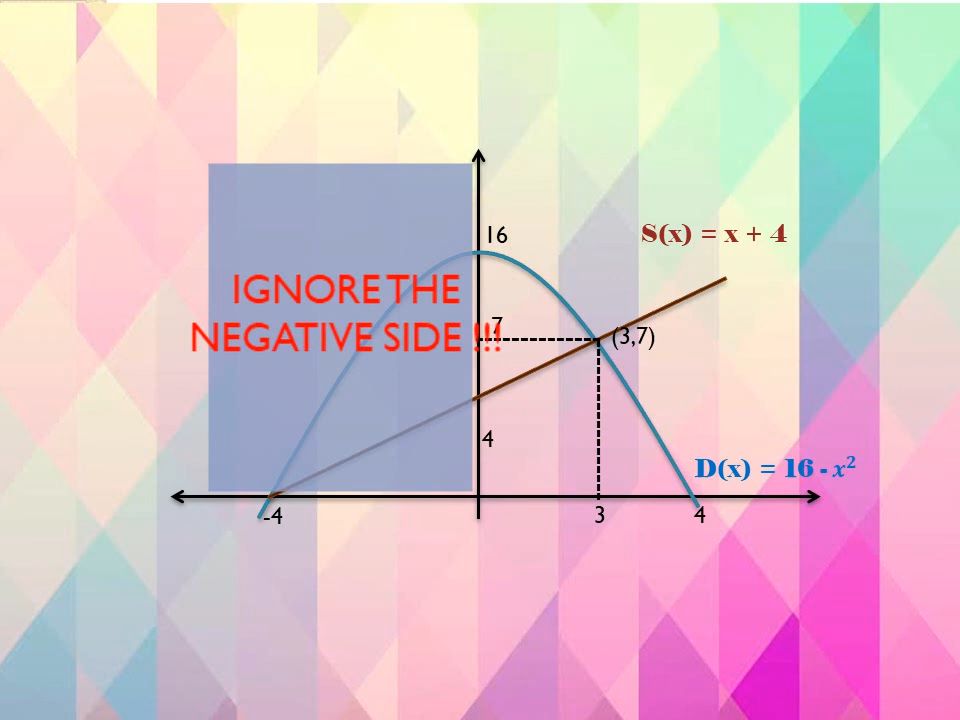 16
S(x) = x + 4
IGNORE THE
NEGATIVE SIDE !!!
7
(3,7)
4
D(x) = 16 - x²
-4
3
4